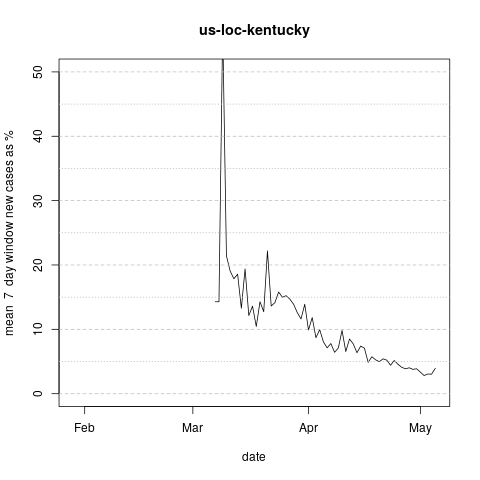 us-loc-kentucky
mean  7  day window new cases as %
50
40
30
20
10
0
Feb
Mar
Apr
May
date